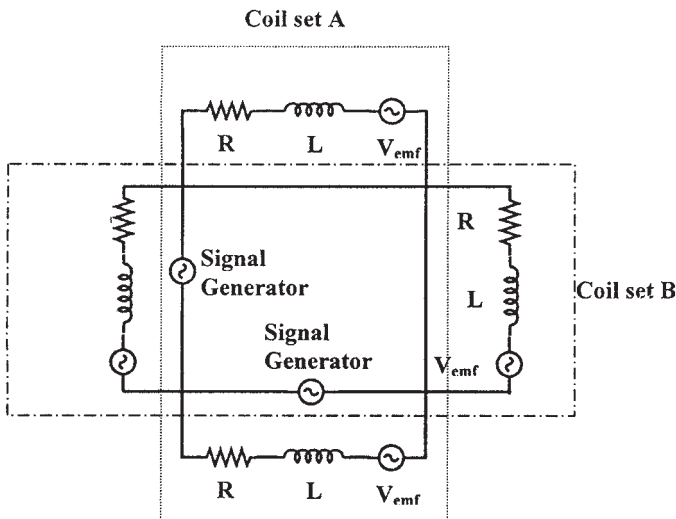 Coil set A
R
L
Vemf
R
Signal
Generator
L
Coil set B
Signal
Generator
Vemf
R
L
Vemf